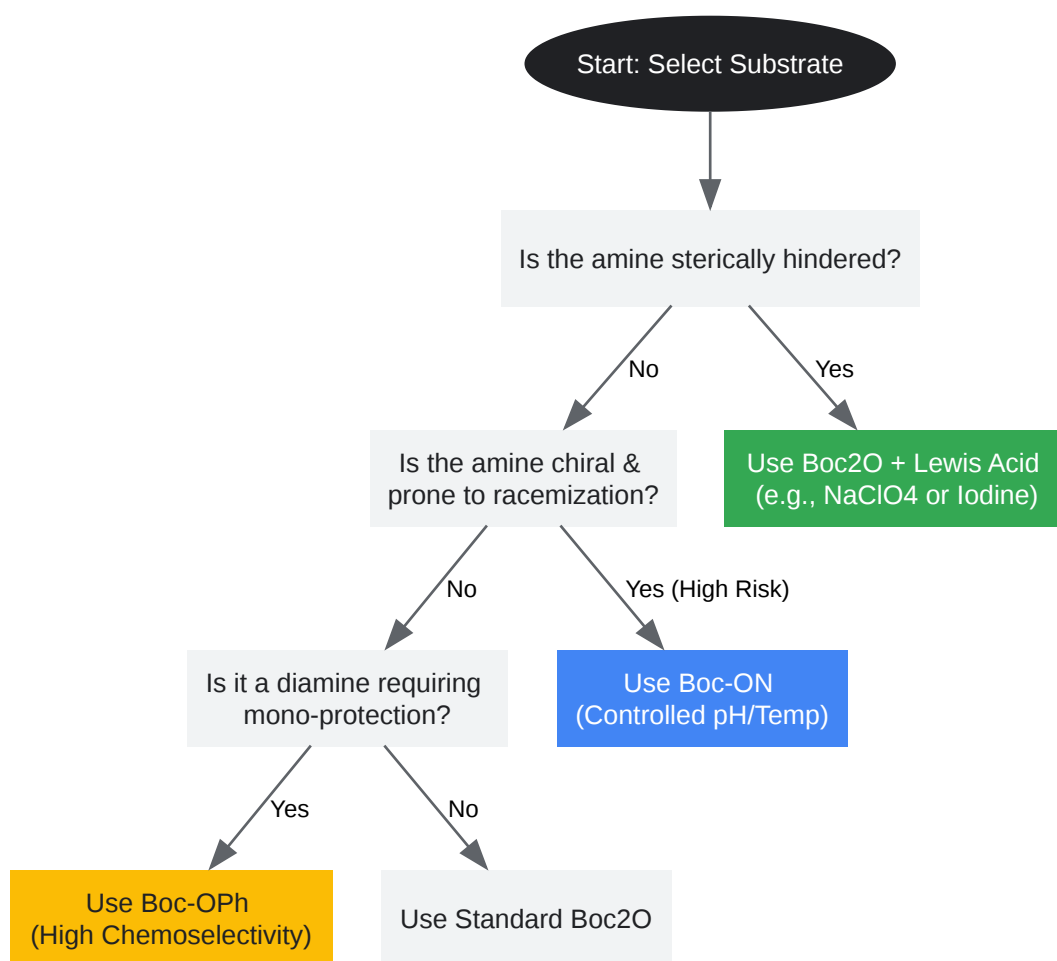 Start: Select Substrate
Is the amine sterically hindered?
No
Yes
Is the amine chiral &
prone to racemization?
Use Boc2O + Lewis Acid
(e.g., NaClO4 or Iodine)
No
Yes (High Risk)
Is it a diamine requiring
mono-protection?
Use Boc-ON
(Controlled pH/Temp)
Yes
No
Use Boc-OPh
(High Chemoselectivity)
Use Standard Boc2O